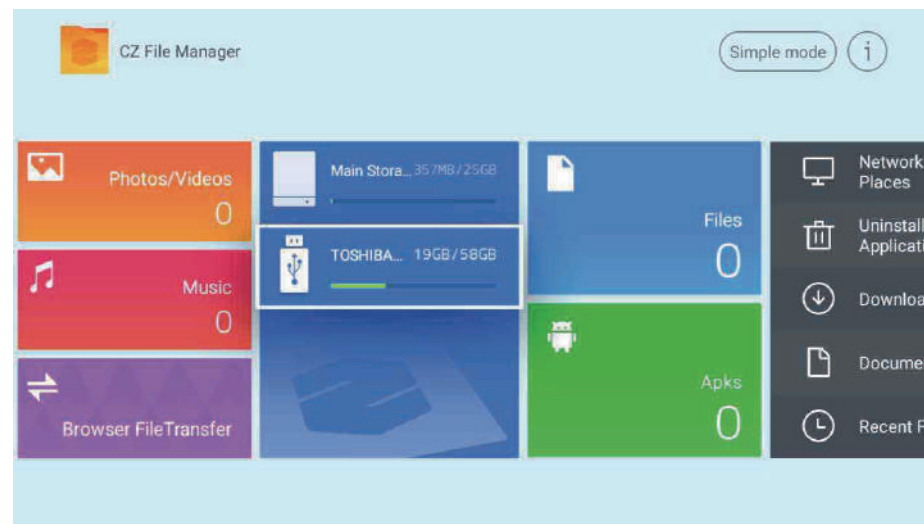 CZ File Manager
Simple mode
i
Photos/Videos
0
Music
0
Browser FileTransfer
Main Stora... 357MB/25GB
TOSHIBA... 19GB/58GB
Files
0
Apks
0
Network
Places
Uninstall
Applicati
Downloa
Docume
Recent F